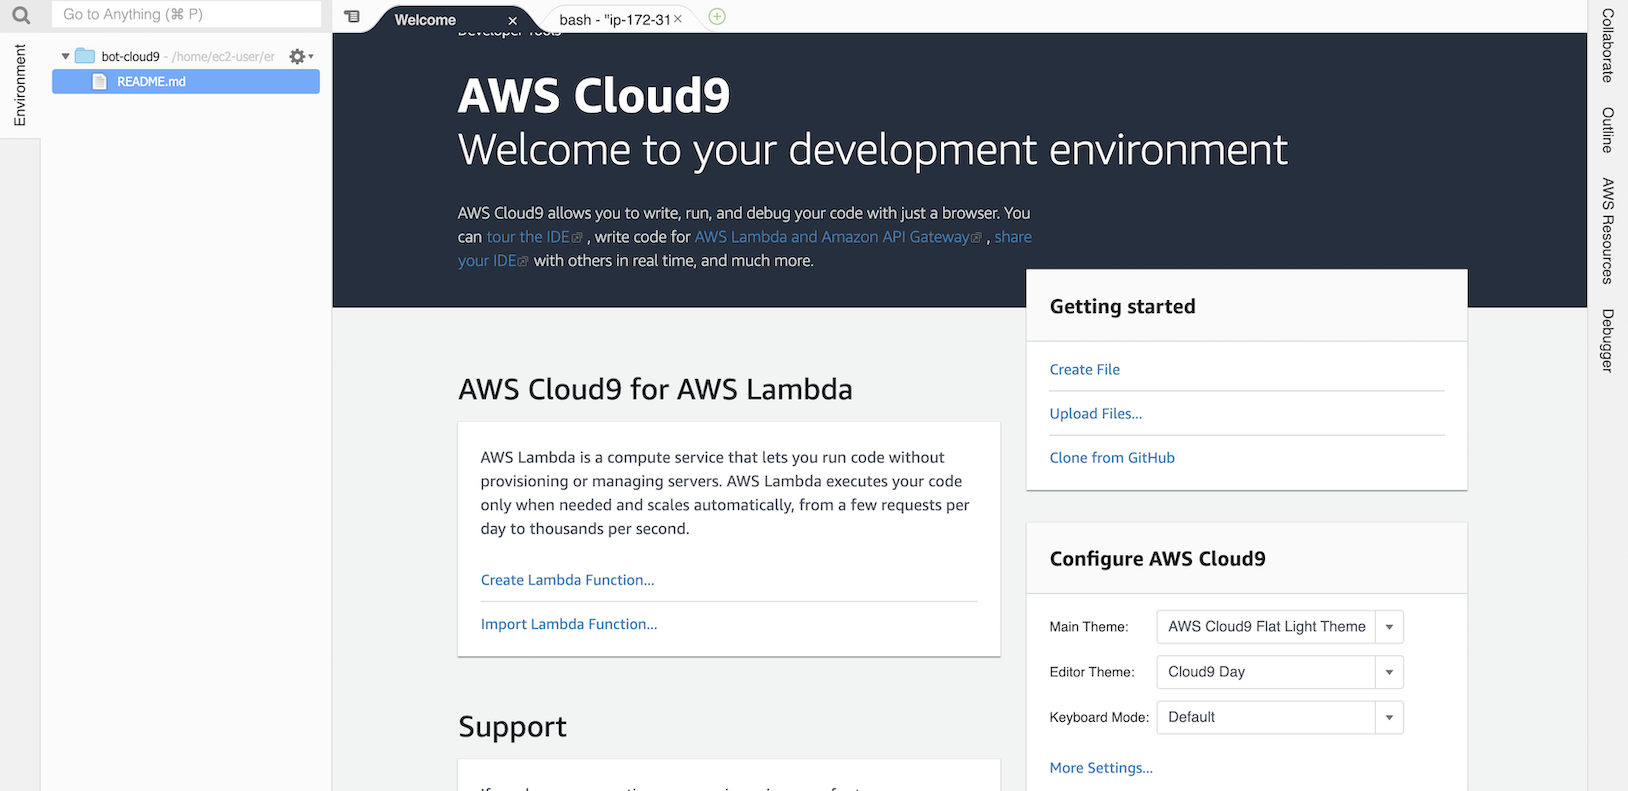 Go to Anything (⌘ P)
Welcome
bash - "ip-172-31
Environment
bot-cloud9 - /home/ec2-user/er
README.md
Developer Tools
AWS Cloud9
Welcome to your development environment
AWS Cloud9 allows you to write, run, and debug your code with just a browser. You
can tour the IDE , write code for AWS Lambda and Amazon API Gateway , share
your IDE with others in real time, and much more.
AWS Cloud9 for AWS Lambda
AWS Lambda is a compute service that lets you run code without
provisioning or managing servers. AWS Lambda executes your code
only when needed and scales automatically, from a few requests per
day to thousands per second.
Create Lambda Function...
Import Lambda Function...
Support
Getting started
Create File
Upload Files...
Clone from GitHub
Configure AWS Cloud9
Main Theme: AWS Cloud9 Flat Light Theme
Editor Theme: Cloud9 Day
Keyboard Mode: Default
More Settings...
Collaborate
Outline
AWS Resources
Debugger